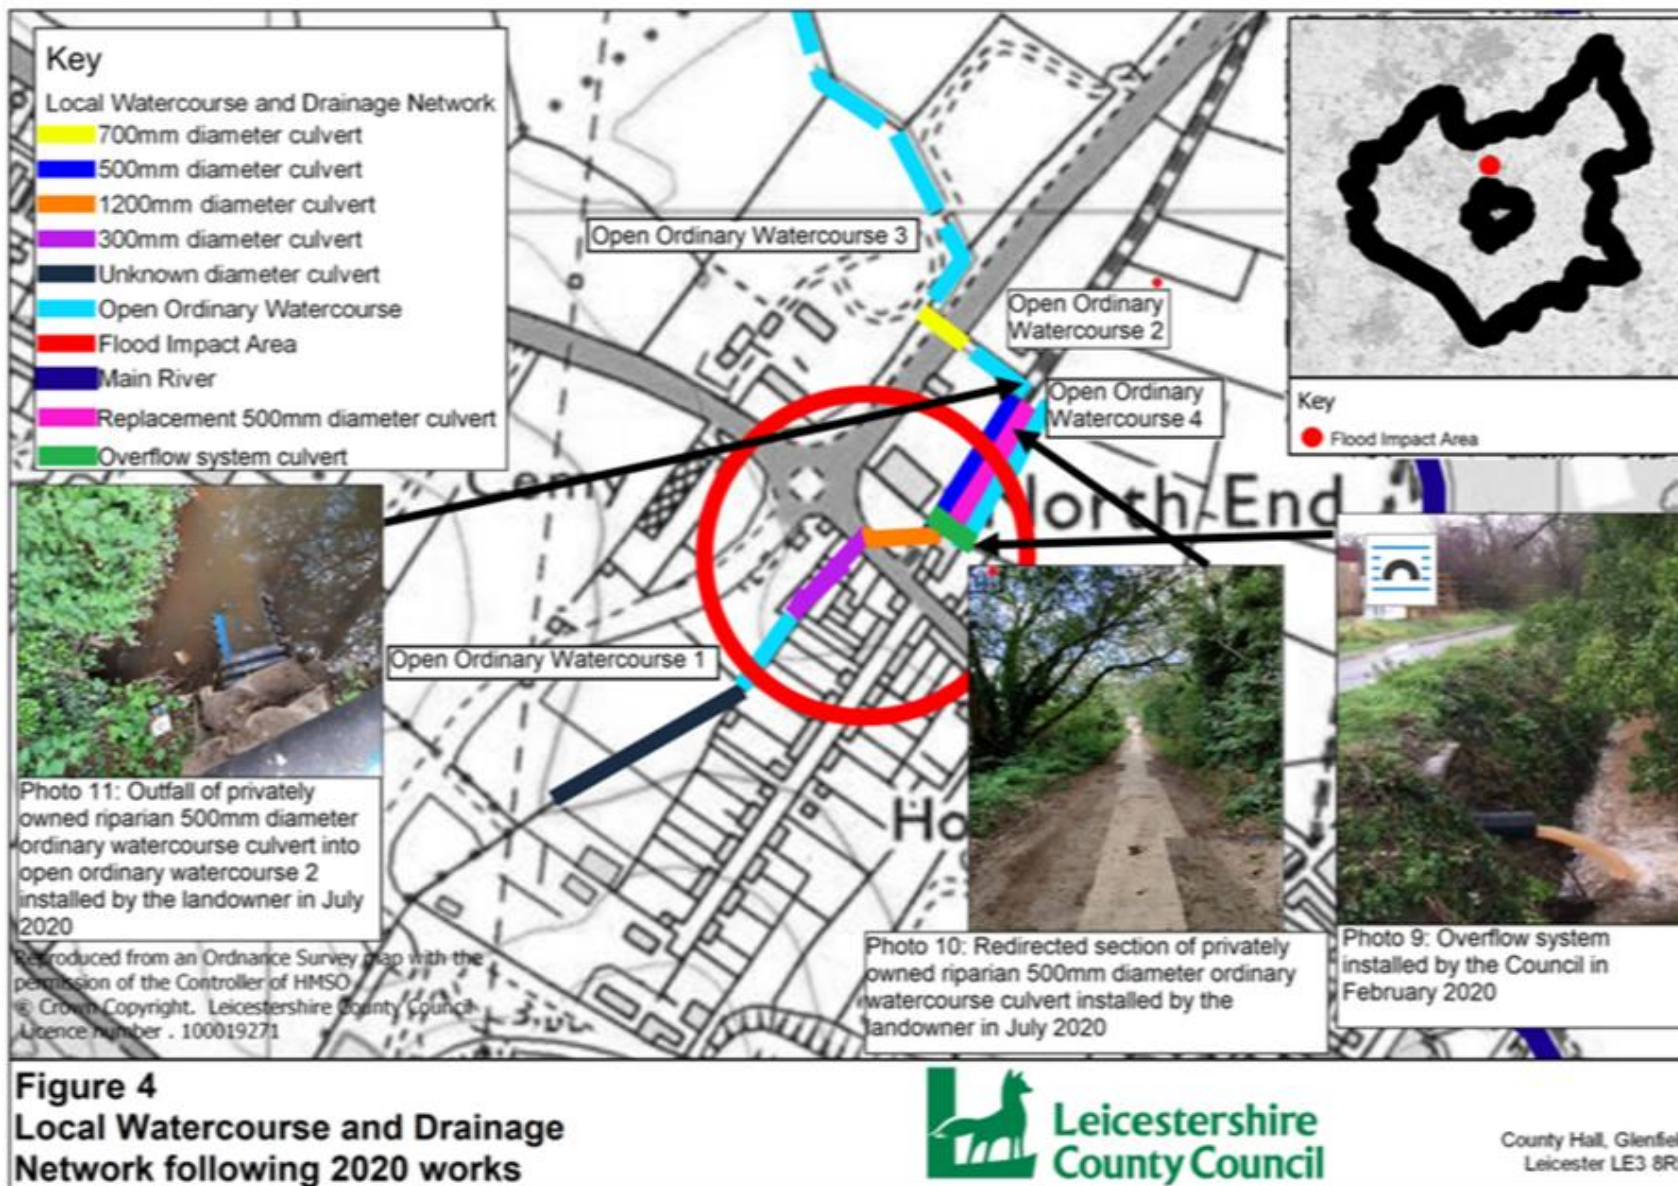 Key
Local Watercourse and Drainage Network
700mm diameter culvert
500mm diameter culvert
1200mm diameter culvert
300mm diameter culvert
Unknown diameter culvert
Open Ordinary Watercourse
Flood Impact Area
Main River
Replacement 500mm diameter culvert
Overflow system culvert
Open Ordinary Watercourse 3
Open Ordinary
Watercourse 2
Open Ordinary
Watercourse 4
Key
Flood Impact Area
Cemy
North End
Open Ordinary Watercourse 1
Ho
Photo 11: Outfall of privately
owned riparian 500mm diameter
ordinary watercourse culvert into
open ordinary watercourse 2
installed by the landowner in July
2020
Photo 10: Redirected section of privately
owned riparian 500mm diameter ordinary
watercourse culvert installed by the
landowner in July 2020
Photo 9: Overflow system
installed by the Council in
February 2020
Reproduced from an Ordnance Survey map with the
permission of the Controller of HMSO
© Crown Copyright. Leicestershire County Council
Licence number . 100019271
Figure 4
Local Watercourse and Drainage
Network following 2020 works
Leicestershire
County Council
County Hall, Glenfiel
Leicester LE3 8R